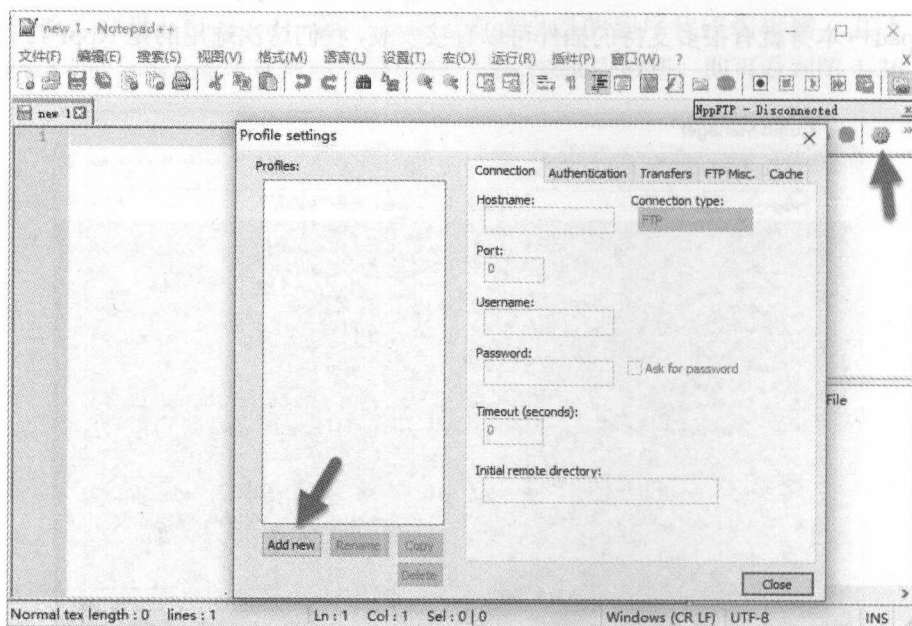 new 1 - Notepad++
文件(F) 编辑(E) 搜索(S) 视图(V) 格式(M) 语言(L) 设置(T) 宏(O) 运行(R) 插件(P) 窗口(W) ? X
new 1
NppFTP - Disconnected
1
Profile settings
Profiles:
Connection Authentication Transfers FTP Misc. Cache
Hostname: Connection type:
FTP
Port:
0
Username:
Password:
Ask for password
Timeout (seconds):
0
File
Initial remote directory:
Add new Rename Copy
Delete
Close
Normal tex length : 0 lines : 1 Ln : 1 Col : 1 Sel : 0 | 0 Windows (CR LF) UTF-8 INS